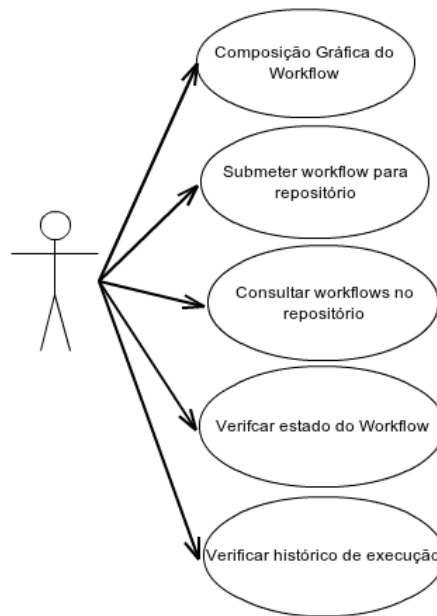 Composição Gráfica do
Workflow
Submeter workflow para
repositório
Consultar workflows no
repositório
Verifcar estado do Workflow
Verificar histórico de execução